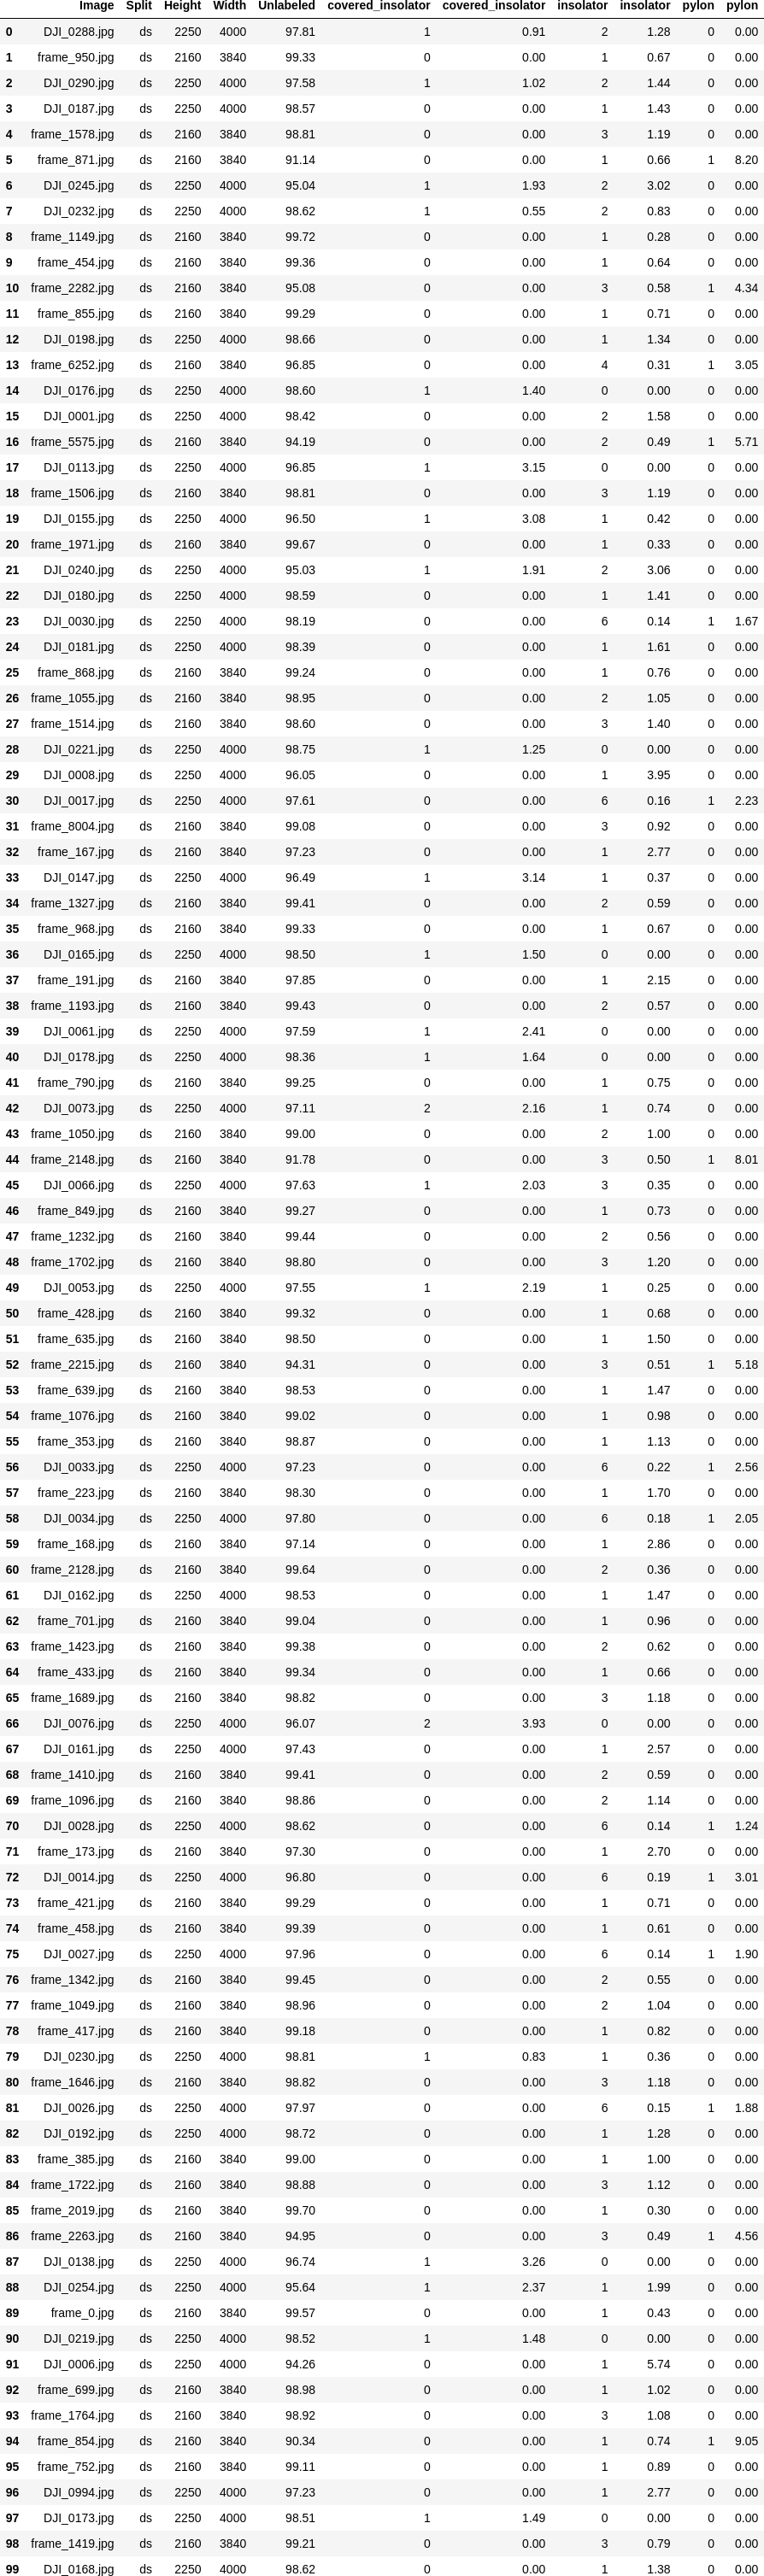 Image Split Height Width Unlabeled covered_insolator covered_insolator insolator insolator pylon pylon
0 DJI_0288.jpg ds 2250 4000 97.81 1 0.91 2 1.28 0 0.00
1 frame_950.jpg ds 2160 3840 99.33 0 0.00 1 0.67 0 0.00
2 DJI_0290.jpg ds 2250 4000 97.58 1 1.02 2 1.44 0 0.00
3 DJI_0187.jpg ds 2250 4000 98.57 0 0.00 1 1.43 0 0.00
4 frame_1578.jpg ds 2160 3840 98.81 0 0.00 3 1.19 0 0.00
5 frame_871.jpg ds 2160 3840 91.14 0 0.00 1 0.66 1 8.20
6 DJI_0245.jpg ds 2250 4000 95.04 1 1.93 2 3.02 0 0.00
7 DJI_0232.jpg ds 2250 4000 98.62 1 0.55 2 0.83 0 0.00
8 frame_1149.jpg ds 2160 3840 99.72 0 0.00 1 0.28 0 0.00
9 frame_454.jpg ds 2160 3840 99.36 0 0.00 1 0.64 0 0.00
10 frame_2282.jpg ds 2160 3840 95.08 0 0.00 3 0.58 1 4.34
11 frame_855.jpg ds 2160 3840 99.29 0 0.00 1 0.71 0 0.00
12 DJI_0198.jpg ds 2250 4000 98.66 0 0.00 1 1.34 0 0.00
13 frame_6252.jpg ds 2160 3840 96.85 0 0.00 4 0.31 1 3.05
14 DJI_0176.jpg ds 2250 4000 98.60 1 1.40 0 0.00 0 0.00
15 DJI_0001.jpg ds 2250 4000 98.42 0 0.00 2 1.58 0 0.00
16 frame_5575.jpg ds 2160 3840 94.19 0 0.00 2 0.49 1 5.71
17 DJI_0113.jpg ds 2250 4000 96.85 1 3.15 0 0.00 0 0.00
18 frame_1506.jpg ds 2160 3840 98.81 0 0.00 3 1.19 0 0.00
19 DJI_0155.jpg ds 2250 4000 96.50 1 3.08 1 0.42 0 0.00
20 frame_1971.jpg ds 2160 3840 99.67 0 0.00 1 0.33 0 0.00
21 DJI_0240.jpg ds 2250 4000 95.03 1 1.91 2 3.06 0 0.00
22 DJI_0180.jpg ds 2250 4000 98.59 0 0.00 1 1.41 0 0.00
23 DJI_0030.jpg ds 2250 4000 98.19 0 0.00 6 0.14 1 1.67
24 DJI_0181.jpg ds 2250 4000 98.39 0 0.00 1 1.61 0 0.00
25 frame_868.jpg ds 2160 3840 99.24 0 0.00 1 0.76 0 0.00
26 frame_1055.jpg ds 2160 3840 98.95 0 0.00 2 1.05 0 0.00
27 frame_1514.jpg ds 2160 3840 98.60 0 0.00 3 1.40 0 0.00
28 DJI_0221.jpg ds 2250 4000 98.75 1 1.25 0 0.00 0 0.00
29 DJI_0008.jpg ds 2250 4000 96.05 0 0.00 1 3.95 0 0.00
30 DJI_0017.jpg ds 2250 4000 97.61 0 0.00 6 0.16 1 2.23
31 frame_8004.jpg ds 2160 3840 99.08 0 0.00 3 0.92 0 0.00
32 frame_167.jpg ds 2160 3840 97.23 0 0.00 1 2.77 0 0.00
33 DJI_0147.jpg ds 2250 4000 96.49 1 3.14 1 0.37 0 0.00
34 frame_1327.jpg ds 2160 3840 99.41 0 0.00 2 0.59 0 0.00
35 frame_968.jpg ds 2160 3840 99.33 0 0.00 1 0.67 0 0.00
36 DJI_0165.jpg ds 2250 4000 98.50 1 1.50 0 0.00 0 0.00
37 frame_191.jpg ds 2160 3840 97.85 0 0.00 1 2.15 0 0.00
38 frame_1193.jpg ds 2160 3840 99.43 0 0.00 2 0.57 0 0.00
39 DJI_0061.jpg ds 2250 4000 97.59 1 2.41 0 0.00 0 0.00
40 DJI_0178.jpg ds 2250 4000 98.36 1 1.64 0 0.00 0 0.00
41 frame_790.jpg ds 2160 3840 99.25 0 0.00 1 0.75 0 0.00
42 DJI_0073.jpg ds 2250 4000 97.11 2 2.16 1 0.74 0 0.00
43 frame_1050.jpg ds 2160 3840 99.00 0 0.00 2 1.00 0 0.00
44 frame_2148.jpg ds 2160 3840 91.78 0 0.00 3 0.50 1 8.01
45 DJI_0066.jpg ds 2250 4000 97.63 1 2.03 3 0.35 0 0.00
46 frame_849.jpg ds 2160 3840 99.27 0 0.00 1 0.73 0 0.00
47 frame_1232.jpg ds 2160 3840 99.44 0 0.00 2 0.56 0 0.00
48 frame_1702.jpg ds 2160 3840 98.80 0 0.00 3 1.20 0 0.00
49 DJI_0053.jpg ds 2250 4000 97.55 1 2.19 1 0.25 0 0.00
50 frame_428.jpg ds 2160 3840 99.32 0 0.00 1 0.68 0 0.00
51 frame_635.jpg ds 2160 3840 98.50 0 0.00 1 1.50 0 0.00
52 frame_2215.jpg ds 2160 3840 94.31 0 0.00 3 0.51 1 5.18
53 frame_639.jpg ds 2160 3840 98.53 0 0.00 1 1.47 0 0.00
54 frame_1076.jpg ds 2160 3840 99.02 0 0.00 1 0.98 0 0.00
55 frame_353.jpg ds 2160 3840 98.87 0 0.00 1 1.13 0 0.00
56 DJI_0033.jpg ds 2250 4000 97.23 0 0.00 6 0.22 1 2.56
57 frame_223.jpg ds 2160 3840 98.30 0 0.00 1 1.70 0 0.00
58 DJI_0034.jpg ds 2250 4000 97.80 0 0.00 6 0.18 1 2.05
59 frame_168.jpg ds 2160 3840 97.14 0 0.00 1 2.86 0 0.00
60 frame_2128.jpg ds 2160 3840 99.64 0 0.00 2 0.36 0 0.00
61 DJI_0162.jpg ds 2250 4000 98.53 0 0.00 1 1.47 0 0.00
62 frame_701.jpg ds 2160 3840 99.04 0 0.00 1 0.96 0 0.00
63 frame_1423.jpg ds 2160 3840 99.38 0 0.00 2 0.62 0 0.00
64 frame_433.jpg ds 2160 3840 99.34 0 0.00 1 0.66 0 0.00
65 frame_1689.jpg ds 2160 3840 98.82 0 0.00 3 1.18 0 0.00
66 DJI_0076.jpg ds 2250 4000 96.07 2 3.93 0 0.00 0 0.00
67 DJI_0161.jpg ds 2250 4000 97.43 0 0.00 1 2.57 0 0.00
68 frame_1410.jpg ds 2160 3840 99.41 0 0.00 2 0.59 0 0.00
69 frame_1096.jpg ds 2160 3840 98.86 0 0.00 2 1.14 0 0.00
70 DJI_0028.jpg ds 2250 4000 98.62 0 0.00 6 0.14 1 1.24
71 frame_173.jpg ds 2160 3840 97.30 0 0.00 1 2.70 0 0.00
72 DJI_0014.jpg ds 2250 4000 96.80 0 0.00 6 0.19 1 3.01
73 frame_421.jpg ds 2160 3840 99.29 0 0.00 1 0.71 0 0.00
74 frame_458.jpg ds 2160 3840 99.39 0 0.00 1 0.61 0 0.00
75 DJI_0027.jpg ds 2250 4000 97.96 0 0.00 6 0.14 1 1.90
76 frame_1342.jpg ds 2160 3840 99.45 0 0.00 2 0.55 0 0.00
77 frame_1049.jpg ds 2160 3840 98.96 0 0.00 2 1.04 0 0.00
78 frame_417.jpg ds 2160 3840 99.18 0 0.00 1 0.82 0 0.00
79 DJI_0230.jpg ds 2250 4000 98.81 1 0.83 1 0.36 0 0.00
80 frame_1646.jpg ds 2160 3840 98.82 0 0.00 3 1.18 0 0.00
81 DJI_0026.jpg ds 2250 4000 97.97 0 0.00 6 0.15 1 1.88
82 DJI_0192.jpg ds 2250 4000 98.72 0 0.00 1 1.28 0 0.00
83 frame_385.jpg ds 2160 3840 99.00 0 0.00 1 1.00 0 0.00
84 frame_1722.jpg ds 2160 3840 98.88 0 0.00 3 1.12 0 0.00
85 frame_2019.jpg ds 2160 3840 99.70 0 0.00 1 0.30 0 0.00
86 frame_2263.jpg ds 2160 3840 94.95 0 0.00 3 0.49 1 4.56
87 DJI_0138.jpg ds 2250 4000 96.74 1 3.26 0 0.00 0 0.00
88 DJI_0254.jpg ds 2250 4000 95.64 1 2.37 1 1.99 0 0.00
89 frame_0.jpg ds 2160 3840 99.57 0 0.00 1 0.43 0 0.00
90 DJI_0219.jpg ds 2250 4000 98.52 1 1.48 0 0.00 0 0.00
91 DJI_0006.jpg ds 2250 4000 94.26 0 0.00 1 5.74 0 0.00
92 frame_699.jpg ds 2160 3840 98.98 0 0.00 1 1.02 0 0.00
93 frame_1764.jpg ds 2160 3840 98.92 0 0.00 3 1.08 0 0.00
94 frame_854.jpg ds 2160 3840 90.34 0 0.00 1 0.74 1 9.05
95 frame_752.jpg ds 2160 3840 99.11 0 0.00 1 0.89 0 0.00
96 DJI_0994.jpg ds 2250 4000 97.23 0 0.00 1 2.77 0 0.00
97 DJI_0173.jpg ds 2250 4000 98.51 1 1.49 0 0.00 0 0.00
98 frame_1419.jpg ds 2160 3840 99.21 0 0.00 3 0.79 0 0.00
99 DJI_0168.jpg ds 2250 4000 98.62 0 0.00 1 1.38 0 0.00